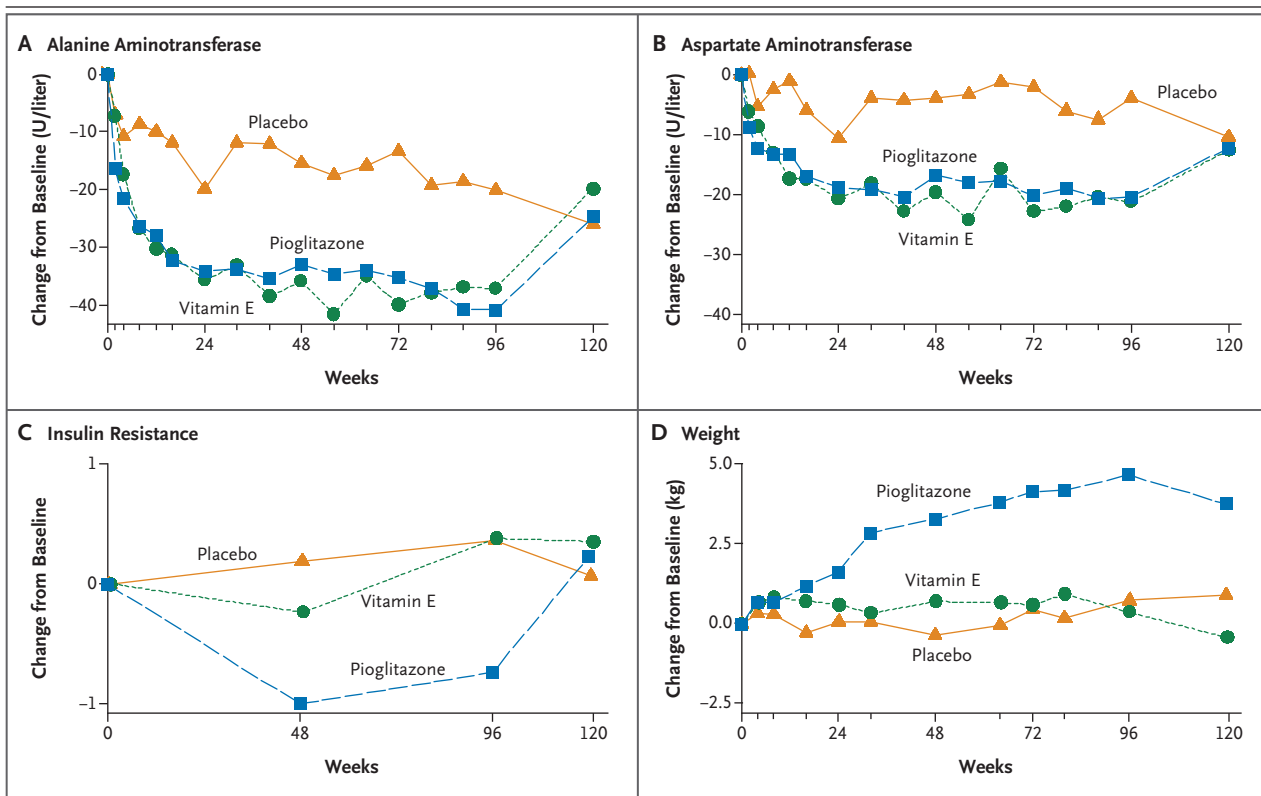 A Alanine Aminotransferase
Change from Baseline (U/liter)
0
–10
–20
–30
–40
Placebo
Pioglitazone
Vitamin E
0 24 48 72 96 120
Weeks
B Aspartate Aminotransferase
Change from Baseline (U/liter)
0
–10
–20
–30
–40
Placebo
Pioglitazone
Vitamin E
0 24 48 72 96 120
Weeks
C Insulin Resistance
Change from Baseline
1
0
–1
Placebo
Vitamin E
Pioglitazone
0 48 96 120
Weeks
D Weight
Change from Baseline (kg)
5.0
2.5
0.0
–2.5
Pioglitazone
Vitamin E
Placebo
0 24 48 72 96 120
Weeks